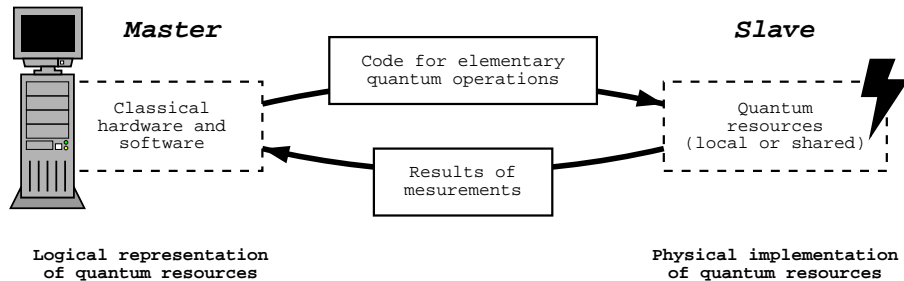 Master
Slave
Code for elementary
quantum operations
Classical
hardware and
software
Quantum
resources
(local or shared)
Results of
mesurements
Logical representation
of quantum resources
Physical implementation
of quantum resources